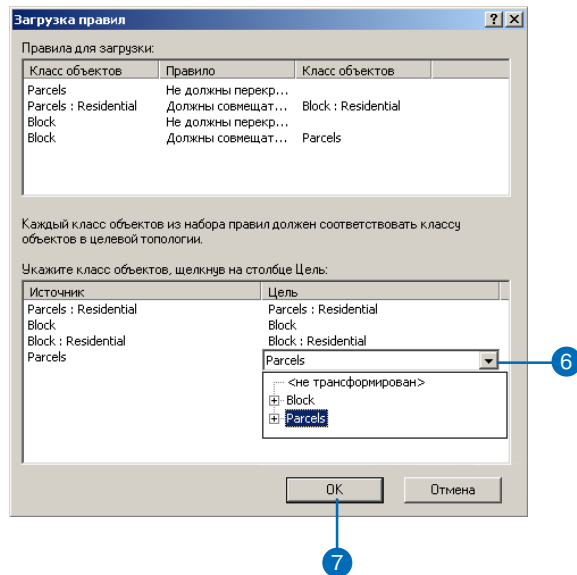 Загрузка правил
Правила для загрузки:
Класс объектов Правило Класс объектов
Parcels Не должны перекр...
Parcels : Residential Должны совмещат... Block : Residential
Block Не должны перекр...
Block Должны совмещат... Parcels
Каждый класс объектов из набора правил должен соответствовать классу
объектов в целевой топологии.
Укажите класс объектов, щелкнув на столбце Цель:
Источник Цель
Parcels : Residential Parcels : Residential
Block Block
Block : Residential Block : Residential
Parcels Parcels
6
<не трансформирован>
Block
Parcels
OK Отмена
7